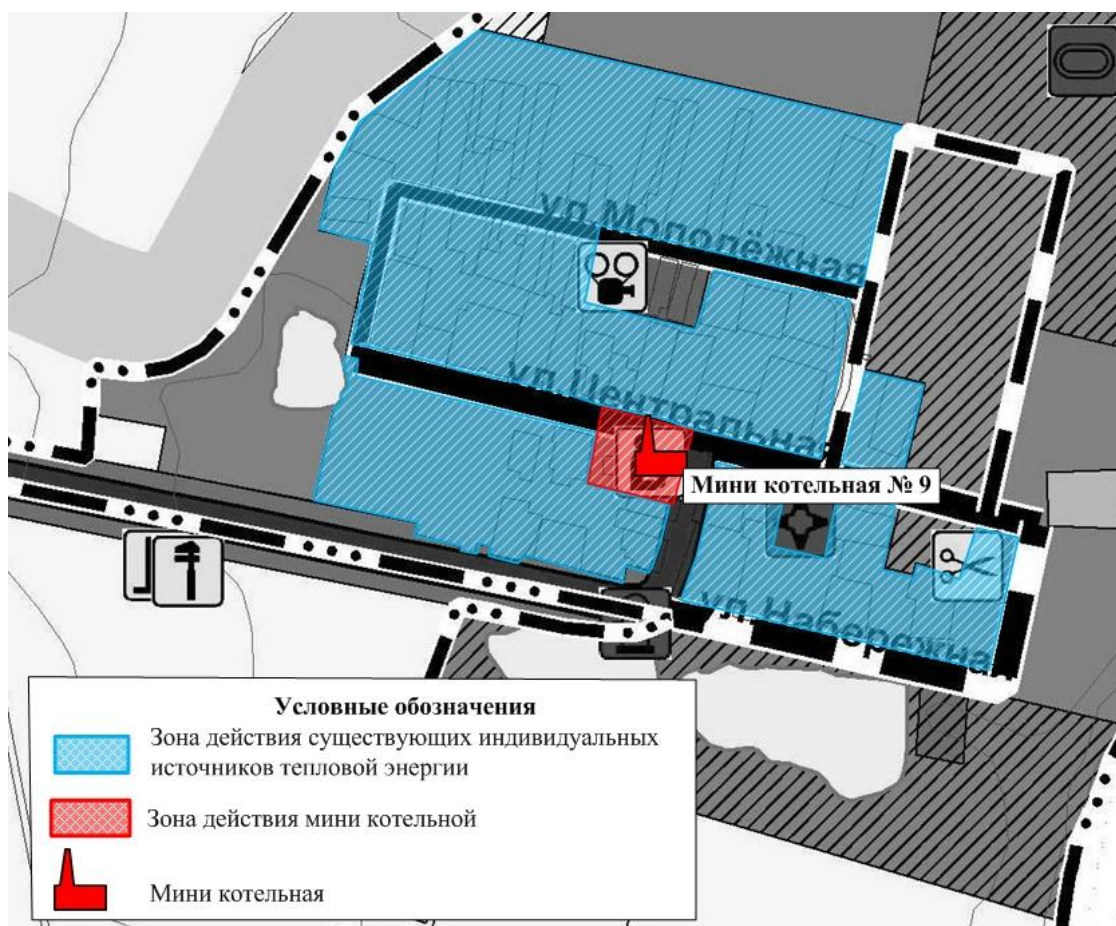 ул.Молодёжная
ул.Центральная
Мини котельная № 9
ул.Набережная
Условные обозначения
Зона действия существующих индивидуальных
источников тепловой энергии
Зона действия мини котельной
Мини котельная